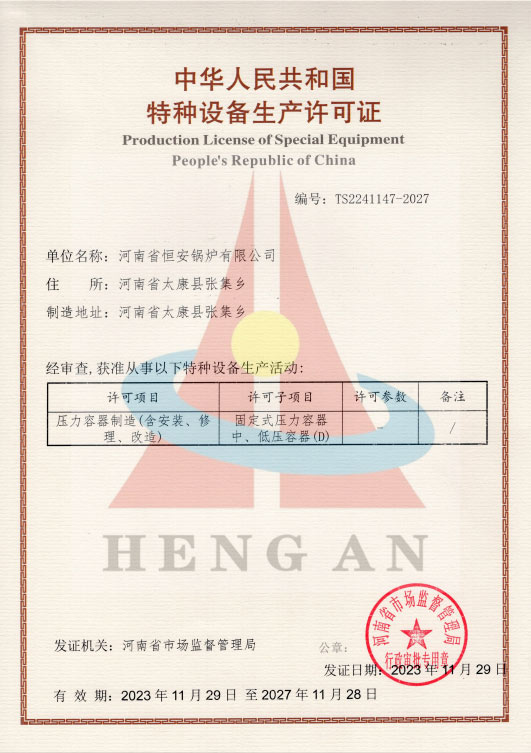 中华人民共和国
特种设备生产许可证
Production License of Special Equipment
People's Republic of China
编号: TS2241147-2027
单位名称: 河南省恒安锅炉有限公司
住 所: 河南省太康县张集乡
制造地址: 河南省太康县张集乡
经审查,获准从事以下特种设备生产活动:
许可项目 许可子项目 许可参数 备注
压力容器制造(含安装、修 固定式压力容器 - /
理、改造) 中、低压容器(D)
HENG AN
河南省市场监督管理局
行政审批专用章
发证机关: 河南省市场监督管理局 公章:
发证日期: 2023 年 11 月 29 日
有 效 期: 2023 年 11 月 29 日 至 2027 年 11 月 28 日